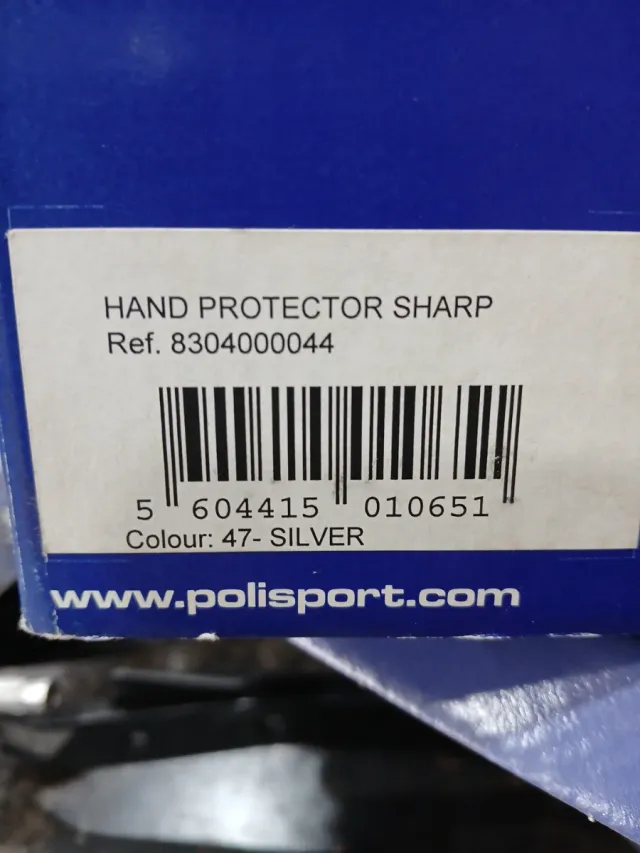 HAND PROTECTOR SHARP
Ref. 8304000044
5 604415 010651
Colour: 47- SILVER
www.polisport.com